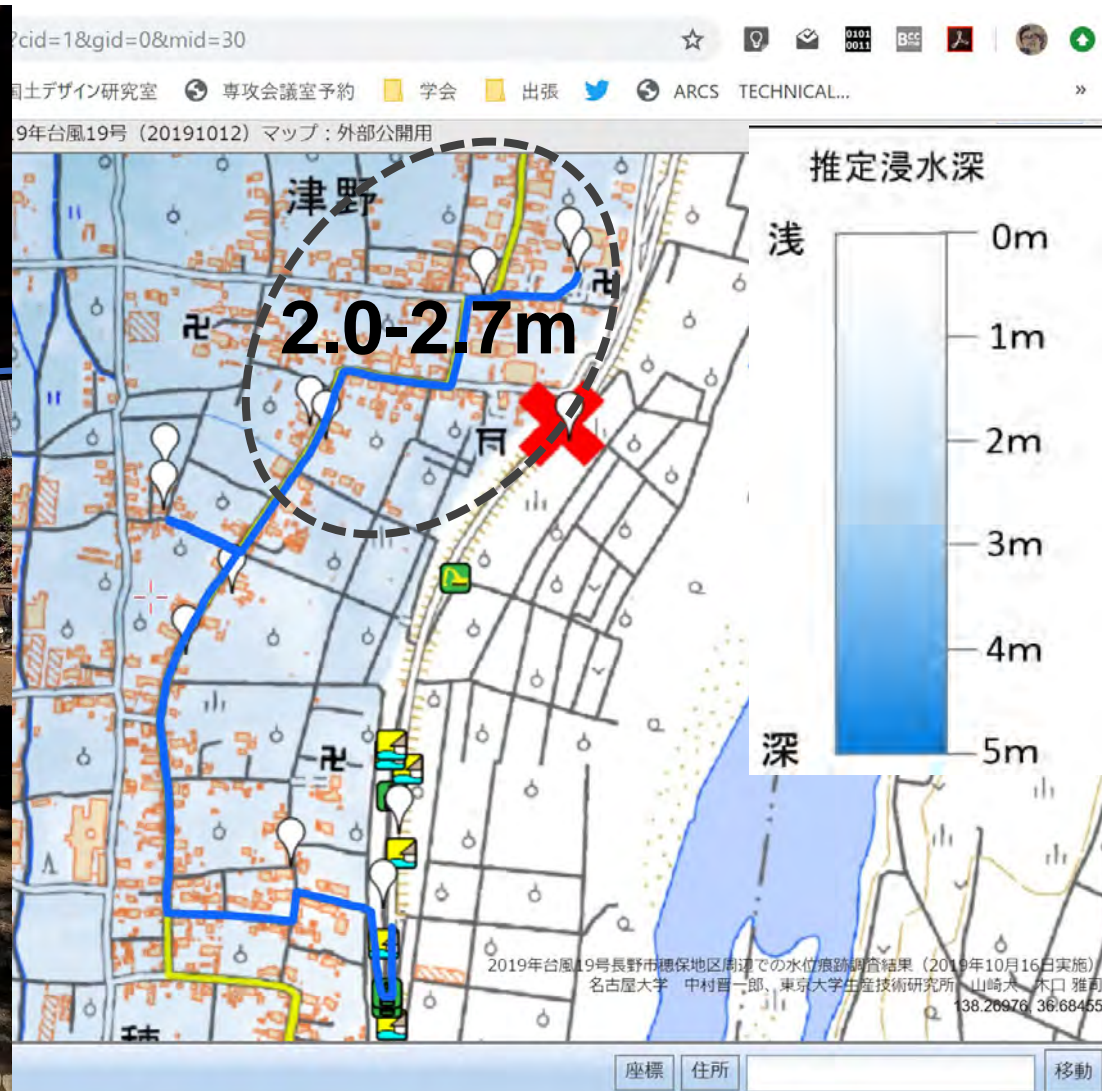 ?cid=1&gid=0&mid=30
0101
0011
国土デザイン研究室 専攻会議室予約 学会 出張 ARCS TECHNICAL... »
19年台風19号（20191012）マップ：外部公開用
推定浸水深
浅
0m
1m
2m
3m
4m
深
5m
津野
2.0-2.7m
2019年台風19号長野市穂保地区周辺での水位痕跡調査結果（2019年10月16日実施）
名古屋大学 中村晋一郎、東京大学生産技術研究所 山崎大、木口 雅司
138.26976, 36.68455
座標 住所 移動